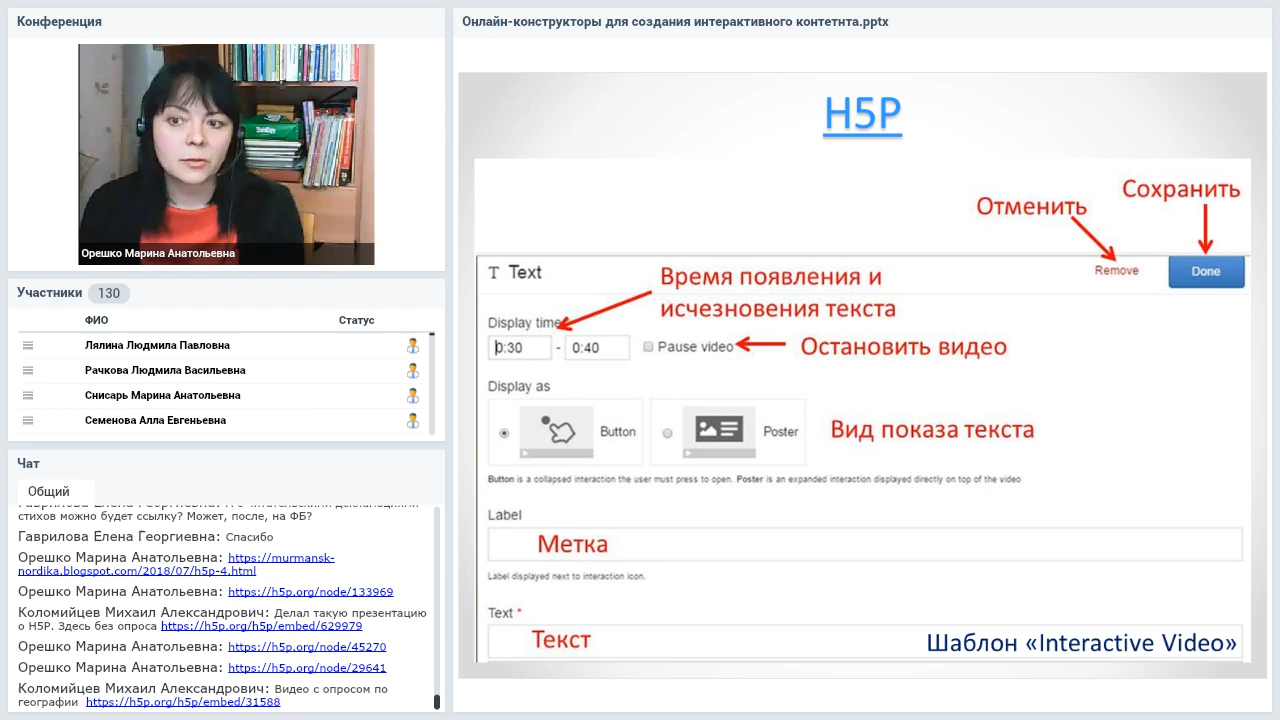 Конференция
Орешко Марина Анатольевна
Участники 130
ФИО Статус
Лялина Людмила Павловна
Рачкова Людмила Васильевна
Снисарь Марина Анатольевна
Семенова Алла Евгеньевна
Чат
Общий
стихов можно будет ссылку? Может, после, на ФБ?
Гаврилова Елена Георгиевна: Спасибо
Орешко Марина Анатольевна: https://murmansk-
nordika.blogspot.com/2018/07/h5p-4.html
Орешко Марина Анатольевна: https://h5p.org/node/133969
Коломийцев Михаил Александрович: Делал такую презентацию
о H5P. Здесь без опроса https://h5p.org/h5p/embed/629979
Орешко Марина Анатольевна: https://h5p.org/node/45270
Орешко Марина Анатольевна: https://h5p.org/node/29641
Коломийцев Михаил Александрович: Видео с опросом по
географии https://h5p.org/h5p/embed/31588
Онлайн-конструкторы для создания интерактивного контетнта.pptx
H5P
Сохранить
Отменить
T Text
Remove
Done
Время появления и
исчезновения текста
Display time
0:30 - 0:40
Pause video
Остановить видео
Display as
Button
Poster
Вид показа текста
Button is a collapsed interaction the user must press to open. Poster is an expanded interaction displayed directly on top of the video
Label
Метка
Label displayed next to interaction icon.
Text *
Текст
Шаблон «Interactive Video»